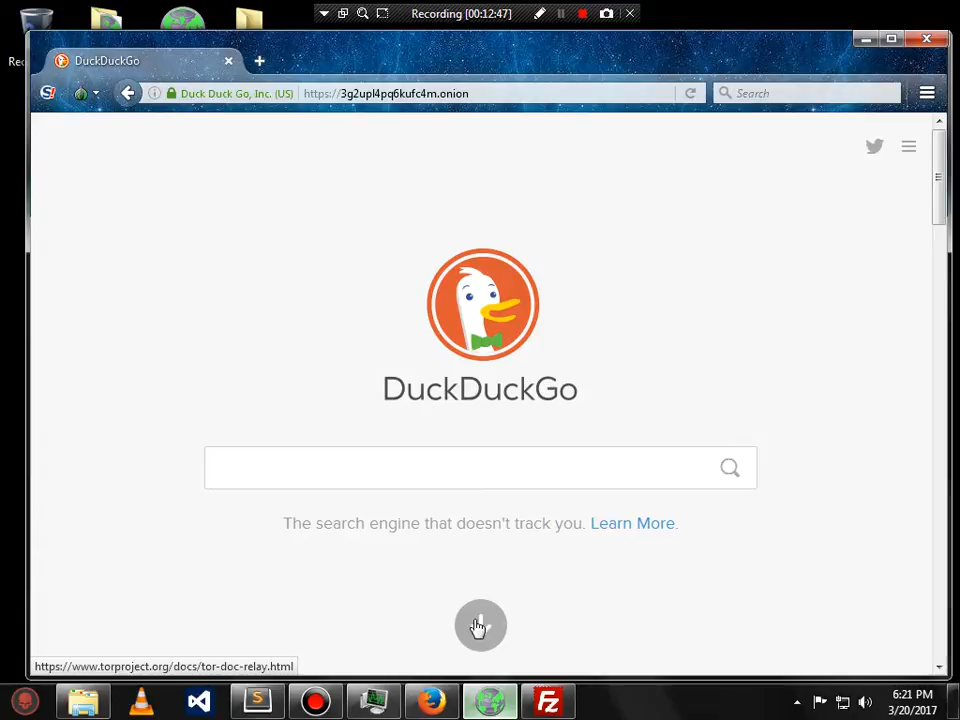 Recording [00:12:47]
Rec
DuckDuckGo
S!
Duck Duck Go, Inc. (US)
https://3g2upl4pq6kufc4m.onion
Search
DuckDuckGo
The search engine that doesn't track you. Learn More.
https://www.torproject.org/docs/tor-doc-relay.html
S
Fz
6:21 PM
3/20/2017